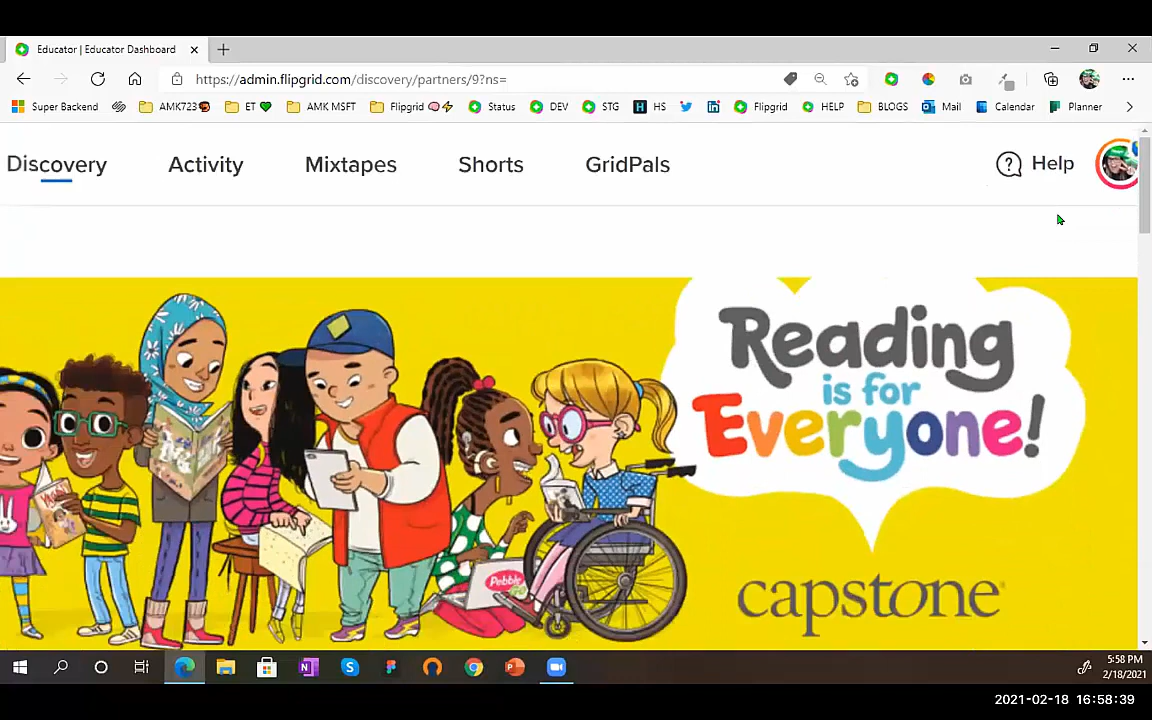 Educator | Educator Dashboard
https://admin.flipgrid.com/discovery/partners/9?ns=
Super Backend AMK723 ET AMK MSFT Flipgrid Status DEV STG HS Flipgrid HELP BLOGS Mail Calendar Planner
Discovery Activity Mixtapes Shorts GridPals Help
Reading
is for
Everyone!
Pebble
capstone
5:58 PM
2/18/2021
2021-02-18 16:58:39